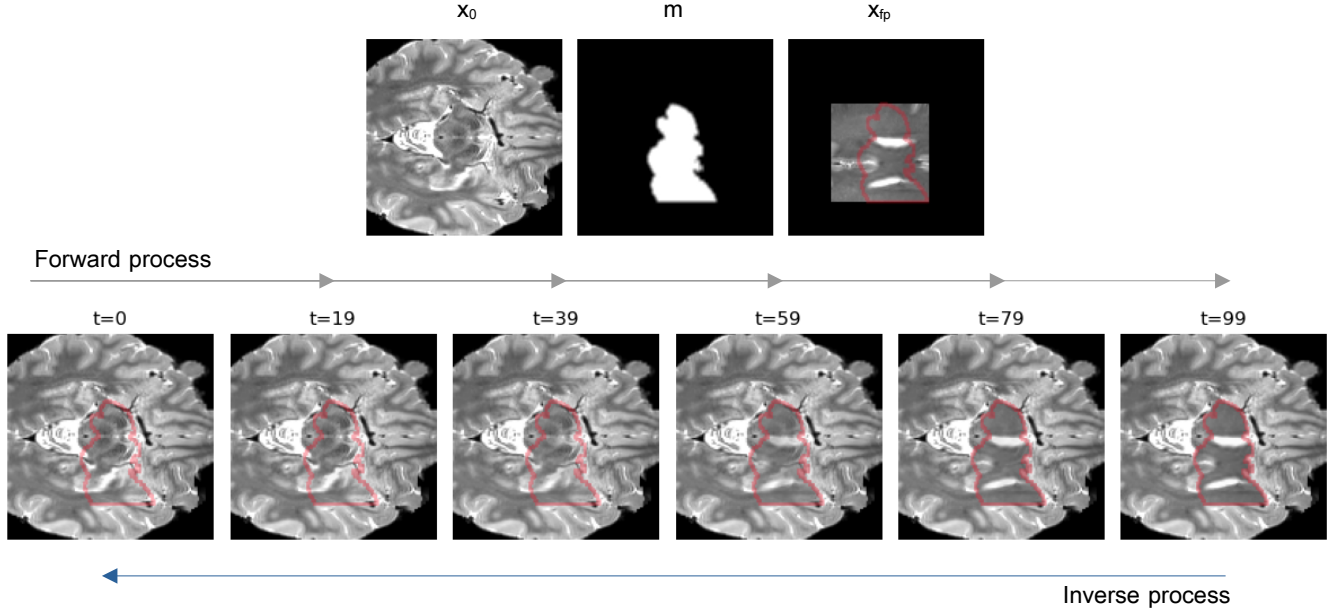 x₀ m x_fp
Forward process
t=0 t=19 t=39 t=59 t=79 t=99
Inverse process